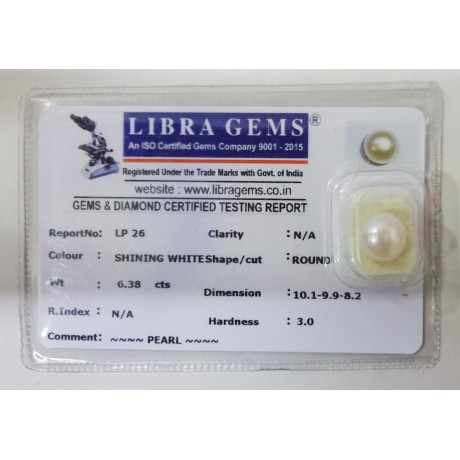 LIBRA GEMS®
An ISO Certified Gems Company 9001 - 2015
Registered Under the Trade Marks with Govt. of India
website : www.libragems.co.in
GEMS & DIAMOND CERTIFIED TESTING REPORT
ReportNo: LP 26 Clarity : N/A
Colour : SHINING WHITE Shape/cut : ROUND
Wt : 6.38 cts Dimension : 10.1-9.9-8.2
R.Index : N/A Hardness : 3.0
Comment: ~~~~ PEARL ~~~~